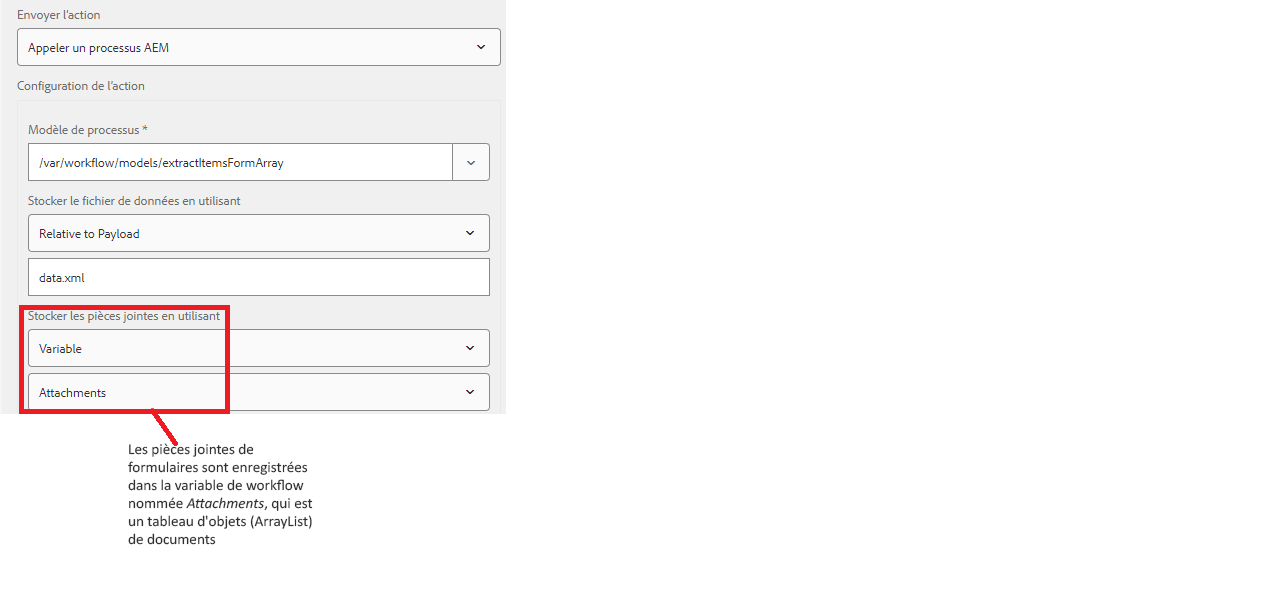 Envoyer l'action
Appeler un processus AEM
Configuration de l'action
Modèle de processus *
/var/workflow/models/extractItemsFormArray
Stocker le fichier de données en utilisant
Relative to Payload
data.xml
Stocker les pièces jointes en utilisant
Variable
Attachments
Les pièces jointes de
formulaires sont enregistrées
dans la variable de workflow
nommée Attachments, qui est
un tableau d'objets (ArrayList)
de documents